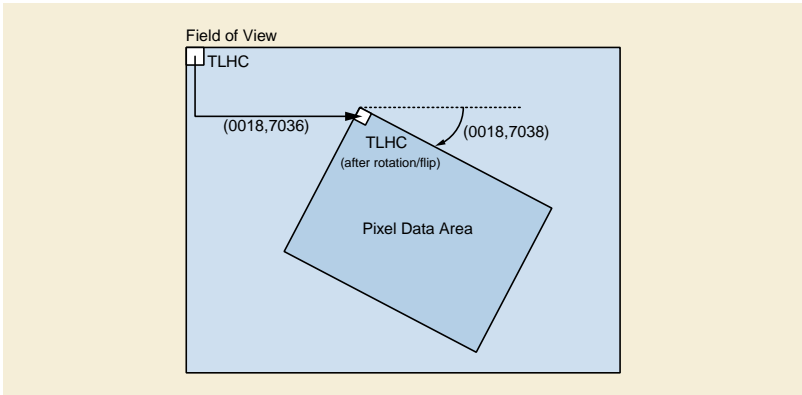 Field of View
TLHC
(0018,7036)
(0018,7038)
TLHC
(after rotation/flip)
Pixel Data Area